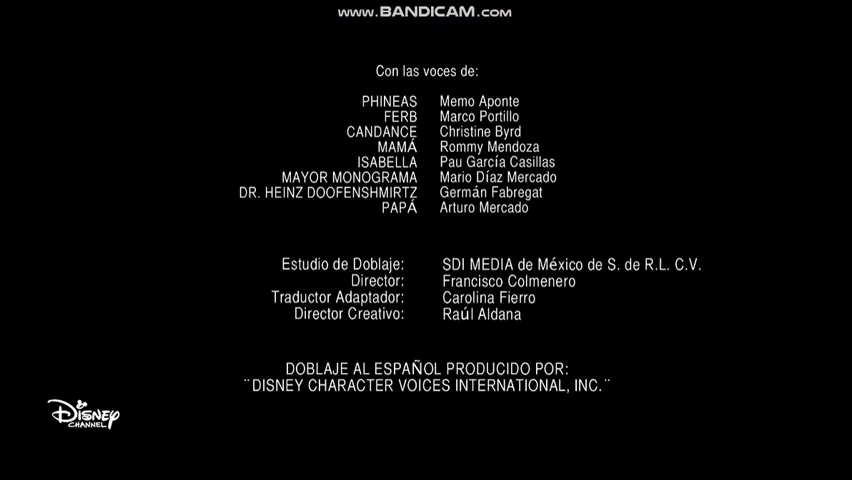 www.BANDICAM.com
Con las voces de:
PHINEAS Memo Aponte
FERB Marco Portillo
CANDANCE Christine Byrd
MAMÁ Rommy Mendoza
ISABELLA Pau García Casillas
MAYOR MONOGRAMA Mario Díaz Mercado
DR. HEINZ DOOFENSHMIRTZ Germán Fabregat
PAPÁ Arturo Mercado
Estudio de Doblaje: SDI MEDIA de México de S. de R.L. C.V.
Director: Francisco Colmenero
Traductor Adaptador: Carolina Fierro
Director Creativo: Raúl Aldana
DOBLAJE AL ESPAÑOL PRODUCIDO POR:
¨DISNEY CHARACTER VOICES INTERNATIONAL, INC.¨
Disney
CHANNEL